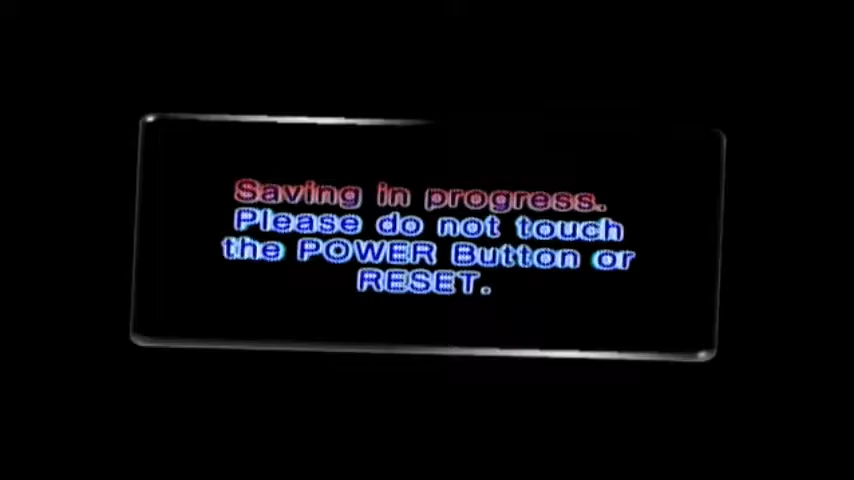 Saving in progress.
Please do not touch
the POWER Button or
RESET.